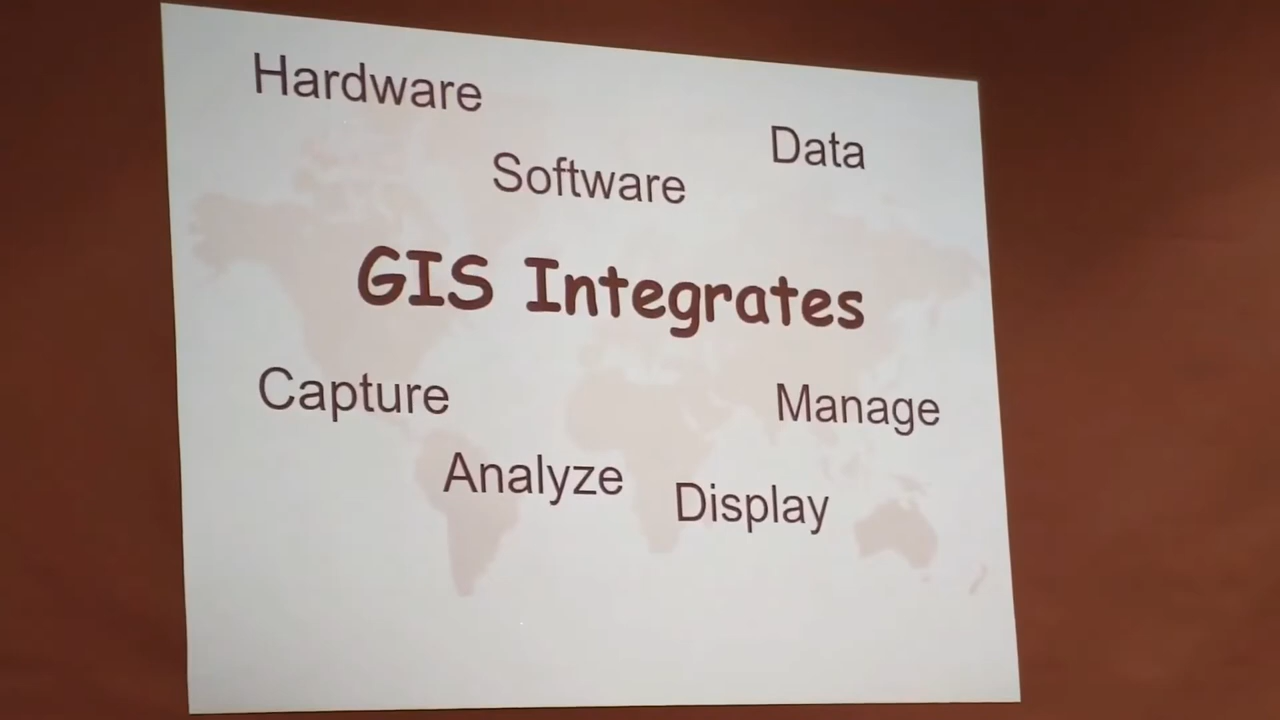 Hardware
Data
Software
GIS Integrates
Capture
Manage
Analyze
Display